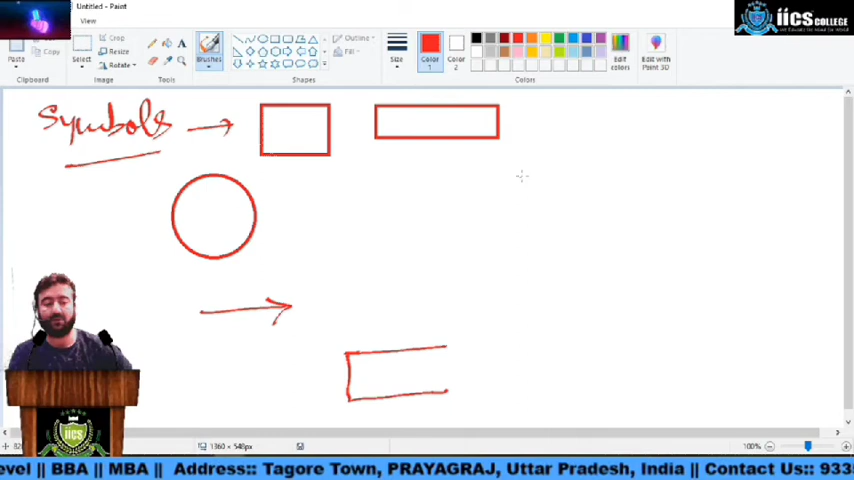 Untitled - Paint
View
Paste
Copy
Clipboard
Select
Crop
Resize
Rotate
Image
Tools
Brushes
Outline
Fill
Shapes
Size
Color 1
Color 2
Edit colors
Colors
Edit with Paint 3D
iics COLLEGE
Symbols
iics
1360 × 548px
100%
evel || BBA || MBA || Address:: Tagore Town, PRAYAGRAJ, Uttar Pradesh, India || Contact Us:: 933